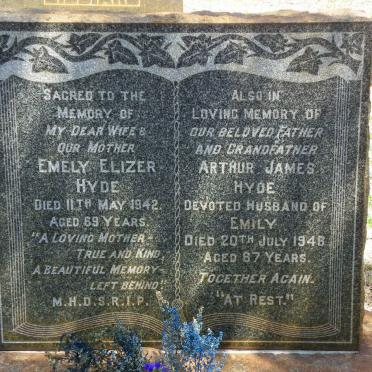 SACRED TO THE
MEMORY OF
MY DEAR WIFE &
OUR MOTHER
EMELY ELIZER
HYDE
DIED 11TH MAY 1942.
AGED 69 YEARS.
"A LOVING MOTHER-
TRUE AND KIND,
A BEAUTIFUL MEMORY-
LEFT BEHIND."
M.H.D.S.R.I.P.
ALSO IN
LOVING MEMORY OF
OUR BELOVED FATHER
AND GRANDFATHER
ARTHUR JAMES
HYDE
DEVOTED HUSBAND OF
EMILY
DIED 20TH JULY 1948
AGED 87 YEARS.
TOGETHER AGAIN.
"AT REST."